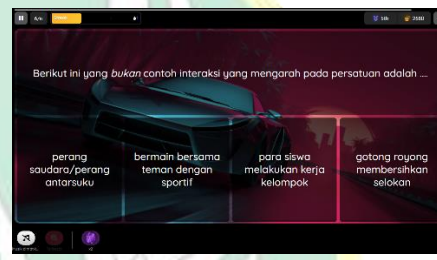 Berikut ini yang bukan contoh interaksi yang mengarah pada persatuan adalah ....
perang
saudara/perang
antarsuku
bermain bersama
teman dengan
sportif
para siswa
melakukan kerja
kelompok
gotong royong
membersihkan
selokan